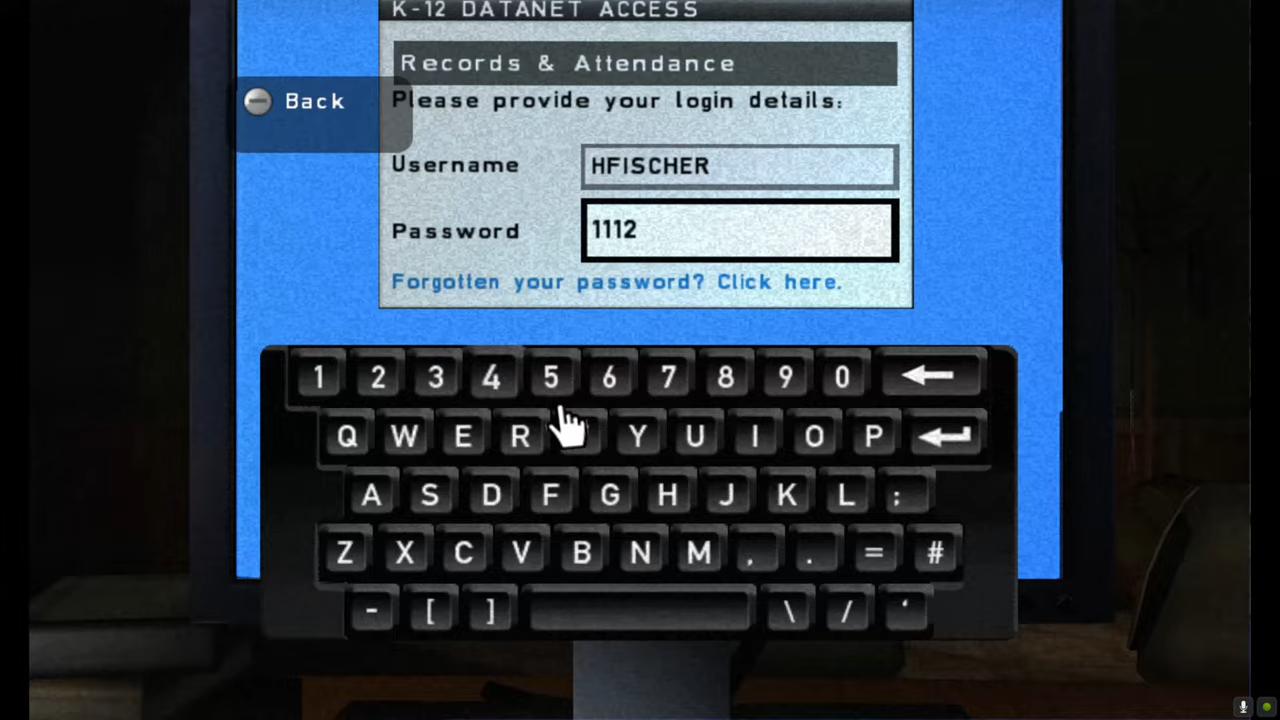 K-12 DATANET ACCESS
Records & Attendance
Back
Please provide your login details:
Username HFISCHER
Password 1112
Forgotten your password? Click here.
1 2 3 4 5 6 7 8 9 0
Q W E R Y U I O P
A S D F G H J K L ;
Z X C V B N M , . = #
- [ ] \ / ‘